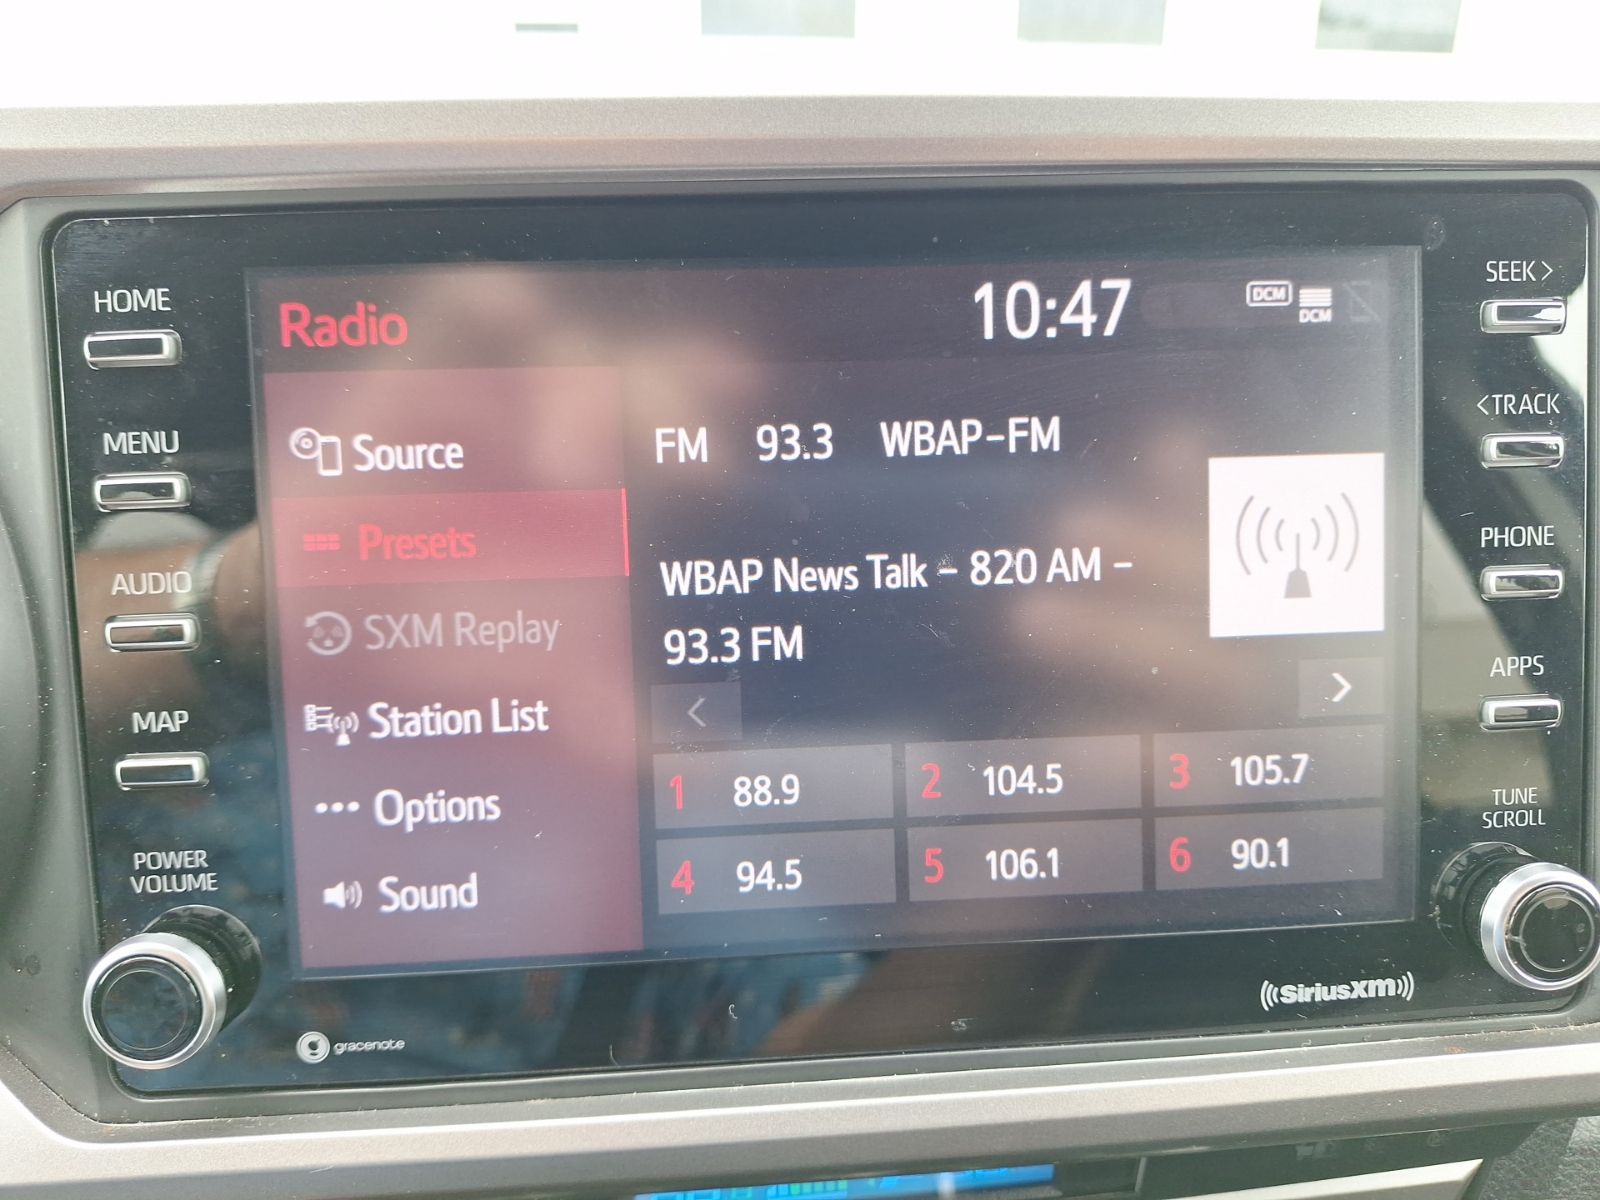 HOME
MENU
AUDIO
MAP
POWER
VOLUME
Radio
10:47
DCM
DCM
Source
Presets
SXM Replay
Station List
Options
Sound
FM 93.3 WBAP-FM
WBAP News Talk - 820 AM -
93.3 FM
<
>
1 88.9
2 104.5
3 105.7
4 94.5
5 106.1
6 90.1
SEEK >
< TRACK
PHONE
APPS
TUNE
SCROLL
gracenote
((SiriusXM))